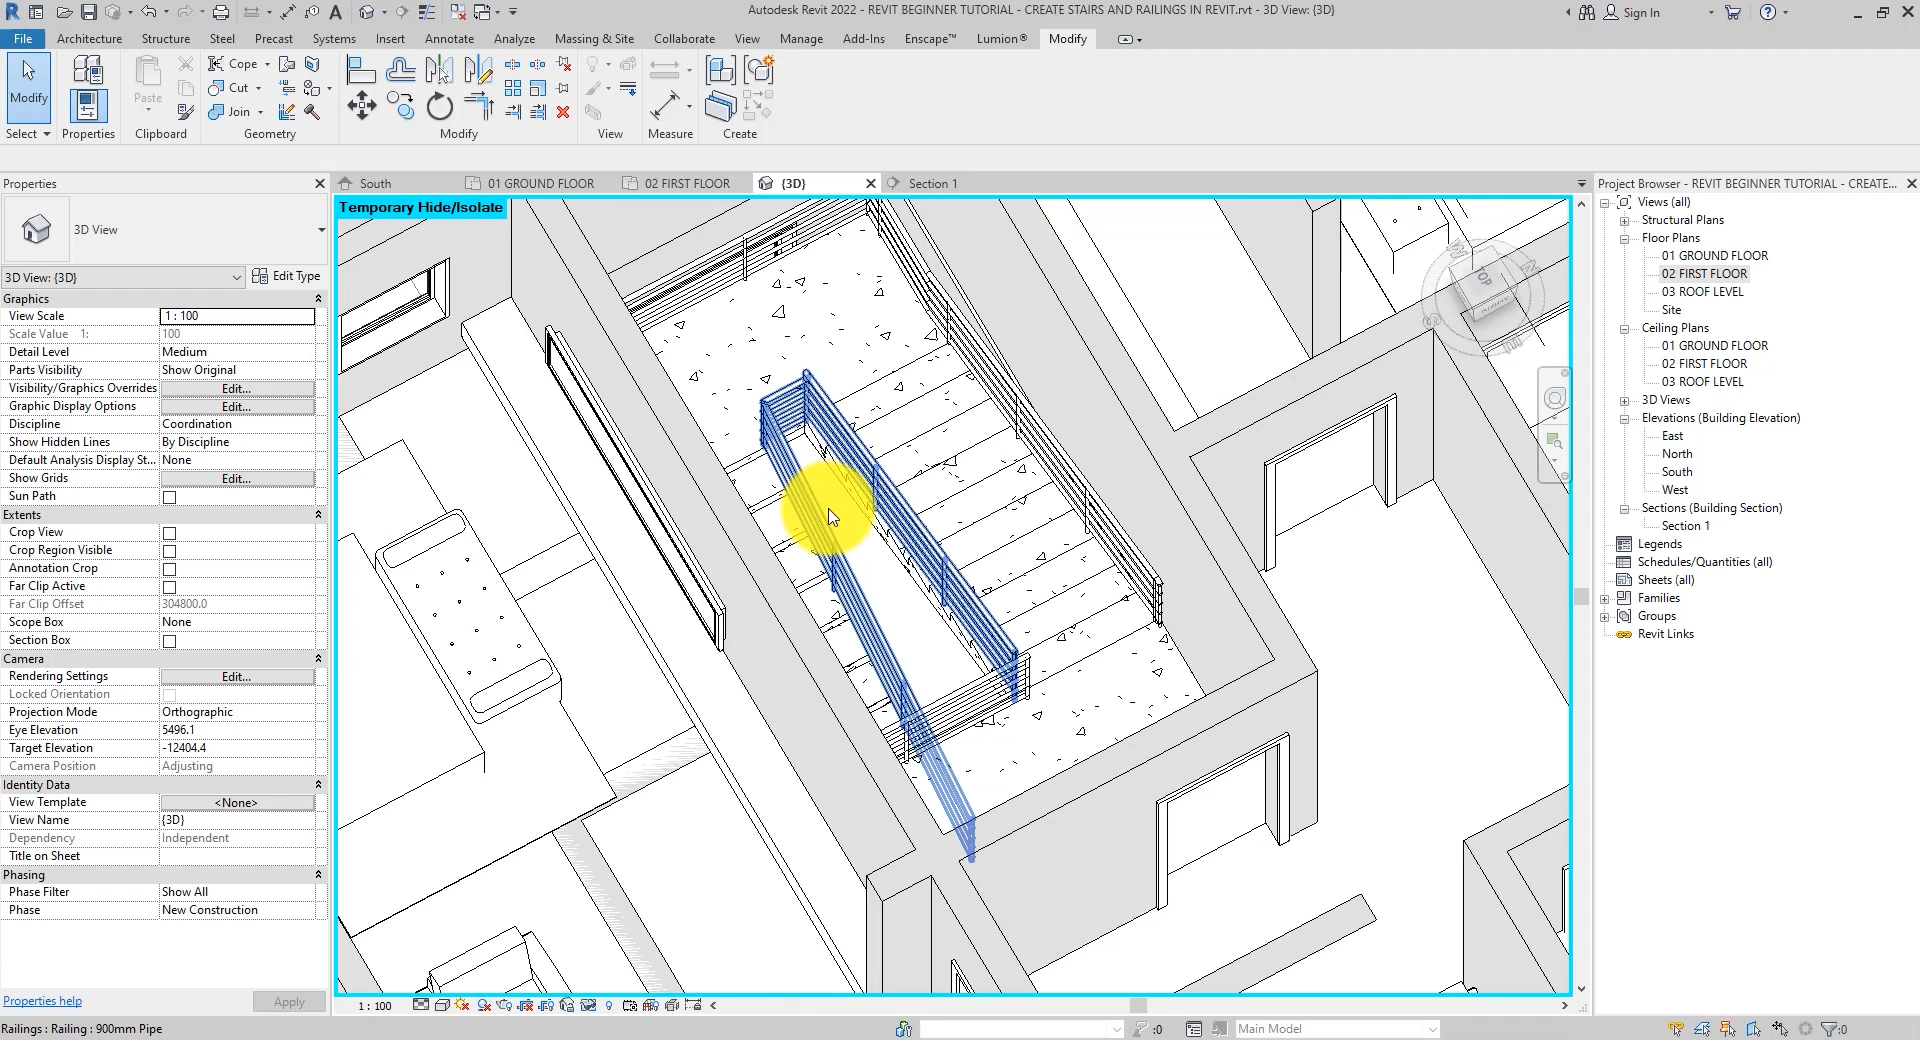 Autodesk Revit 2022 - REVIT BEGINNER TUTORIAL - CREATE STAIRS AND RAILINGS IN REVIT.rvt - 3D View: {3D}
Sign In
File Architecture Structure Steel Precast Systems Insert Annotate Analyze Massing & Site Collaborate View Manage Add-Ins Enscape™ Lumion® Modify
Modify
Paste
Cope
Cut
Join
Select Properties Clipboard Geometry Modify View Measure Create
Properties
South 01 GROUND FLOOR 02 FIRST FLOOR {3D} Section 1
Project Browser - REVIT BEGINNER TUTORIAL - CREATE...
3D View
3D View: {3D} Edit Type
Graphics
View Scale 1 : 100
Scale Value 1: 100
Detail Level Medium
Parts Visibility Show Original
Visibility/Graphics Overrides Edit...
Graphic Display Options Edit...
Discipline Coordination
Show Hidden Lines By Discipline
Default Analysis Display St... None
Show Grids Edit...
Sun Path
Extents
Crop View
Crop Region Visible
Annotation Crop
Far Clip Active
Far Clip Offset 304800.0
Scope Box None
Section Box
Camera
Rendering Settings Edit...
Locked Orientation
Projection Mode Orthographic
Eye Elevation 5496.1
Target Elevation -12404.4
Camera Position Adjusting
Identity Data
View Template <None>
View Name {3D}
Dependency Independent
Title on Sheet
Phasing
Phase Filter Show All
Phase New Construction
Properties help Apply
Temporary Hide/Isolate
TOP
Views (all)
Structural Plans
Floor Plans
01 GROUND FLOOR
02 FIRST FLOOR
03 ROOF LEVEL
Site
Ceiling Plans
01 GROUND FLOOR
02 FIRST FLOOR
03 ROOF LEVEL
3D Views
Elevations (Building Elevation)
East
North
South
West
Sections (Building Section)
Section 1
Legends
Schedules/Quantities (all)
Sheets (all)
Families
Groups
Revit Links
1 : 100
Railings : Railing : 900mm Pipe
:0
Main Model
:0